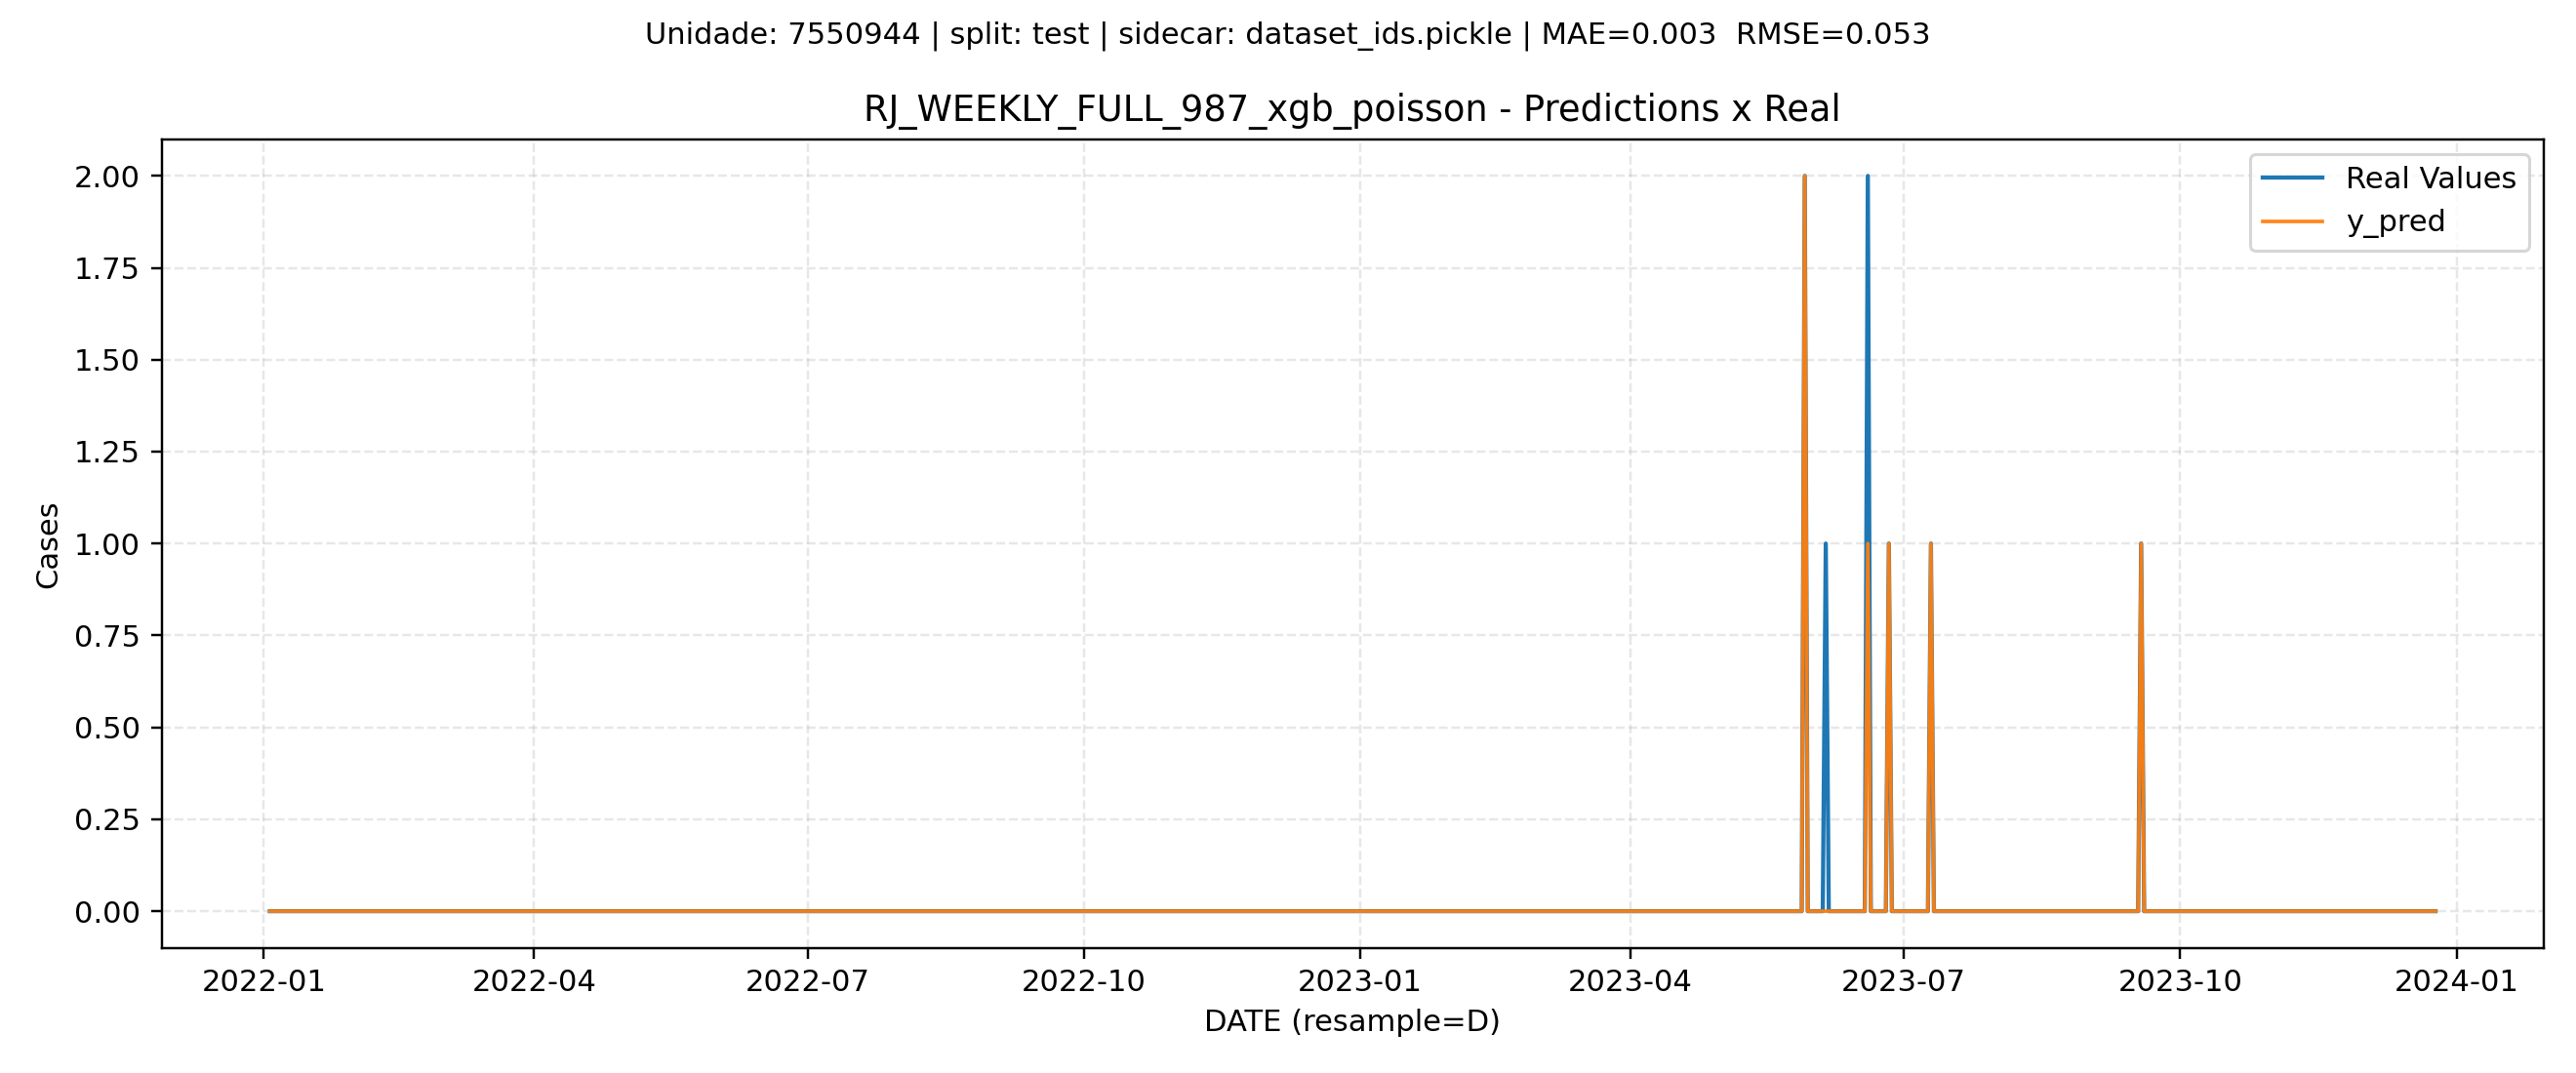 Unidade: 7550944 | split: test | sidecar: dataset_ids.pickle | MAE=0.003  RMSE=0.053
RJ_WEEKLY_FULL_987_xgb_poisson - Predictions x Real
Real Values
y_pred
2.00
1.75
1.50
1.25
1.00
0.75
0.50
0.25
0.00
Cases
2022-01 2022-04 2022-07 2022-10 2023-01 2023-04 2023-07 2023-10 2024-01
DATE (resample=D)